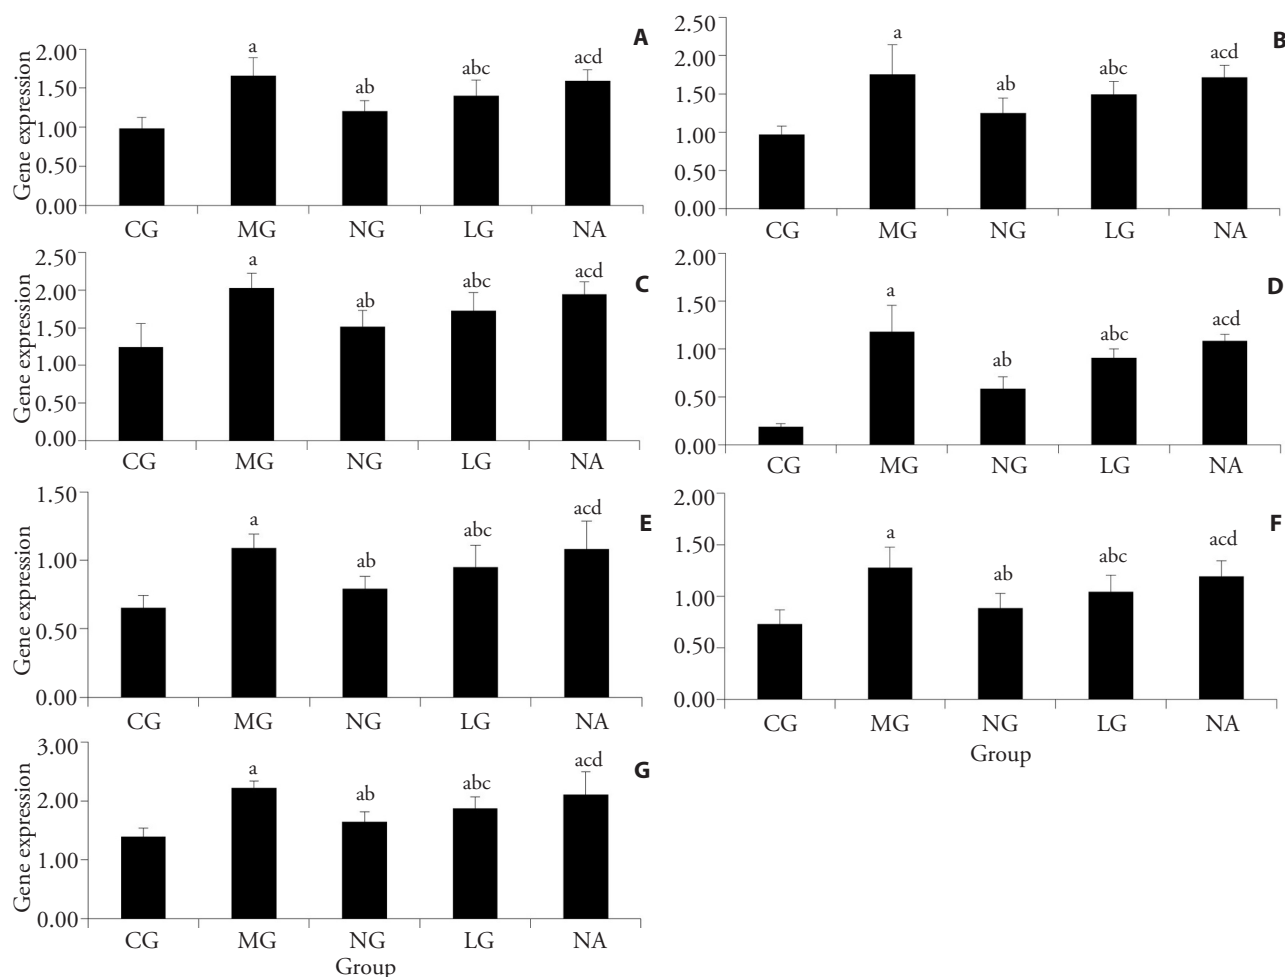 A
Gene expression
2.00
1.50
1.00
0.50
0.00
a
ab
abc
acd
CG MG NG LG NA
B
2.50
2.00
1.50
1.00
0.50
0.00
a
ab
abc
acd
CG MG NG LG NA
C
Gene expression
2.50
2.00
1.50
1.00
0.50
0.00
a
ab
abc
acd
CG MG NG LG NA
D
2.00
1.50
1.00
0.50
0.00
a
ab
abc
acd
CG MG NG LG NA
E
Gene expression
1.50
1.00
0.50
0.00
a
ab
abc
acd
CG MG NG LG NA
F
2.00
1.50
1.00
0.50
0.00
a
ab
abc
acd
CG MG NG LG NA
Group
G
Gene expression
3.00
2.00
1.00
0.00
a
ab
abc
acd
CG MG NG LG NA
Group